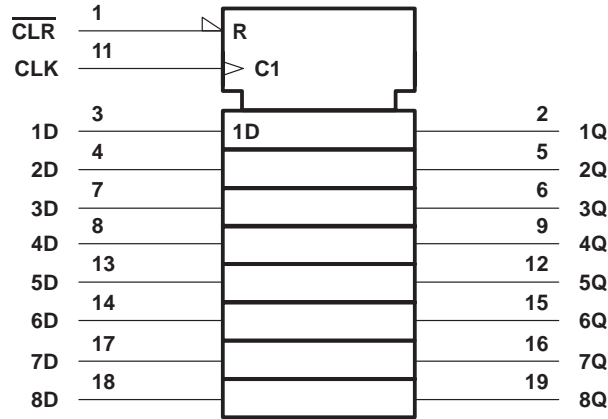 CLR 1 R
CLK 11 C1
1D 3 1D 2 1Q
2D 4 5 2Q
3D 7 6 3Q
4D 8 9 4Q
5D 13 12 5Q
6D 14 15 6Q
7D 17 16 7Q
8D 18 19 8Q